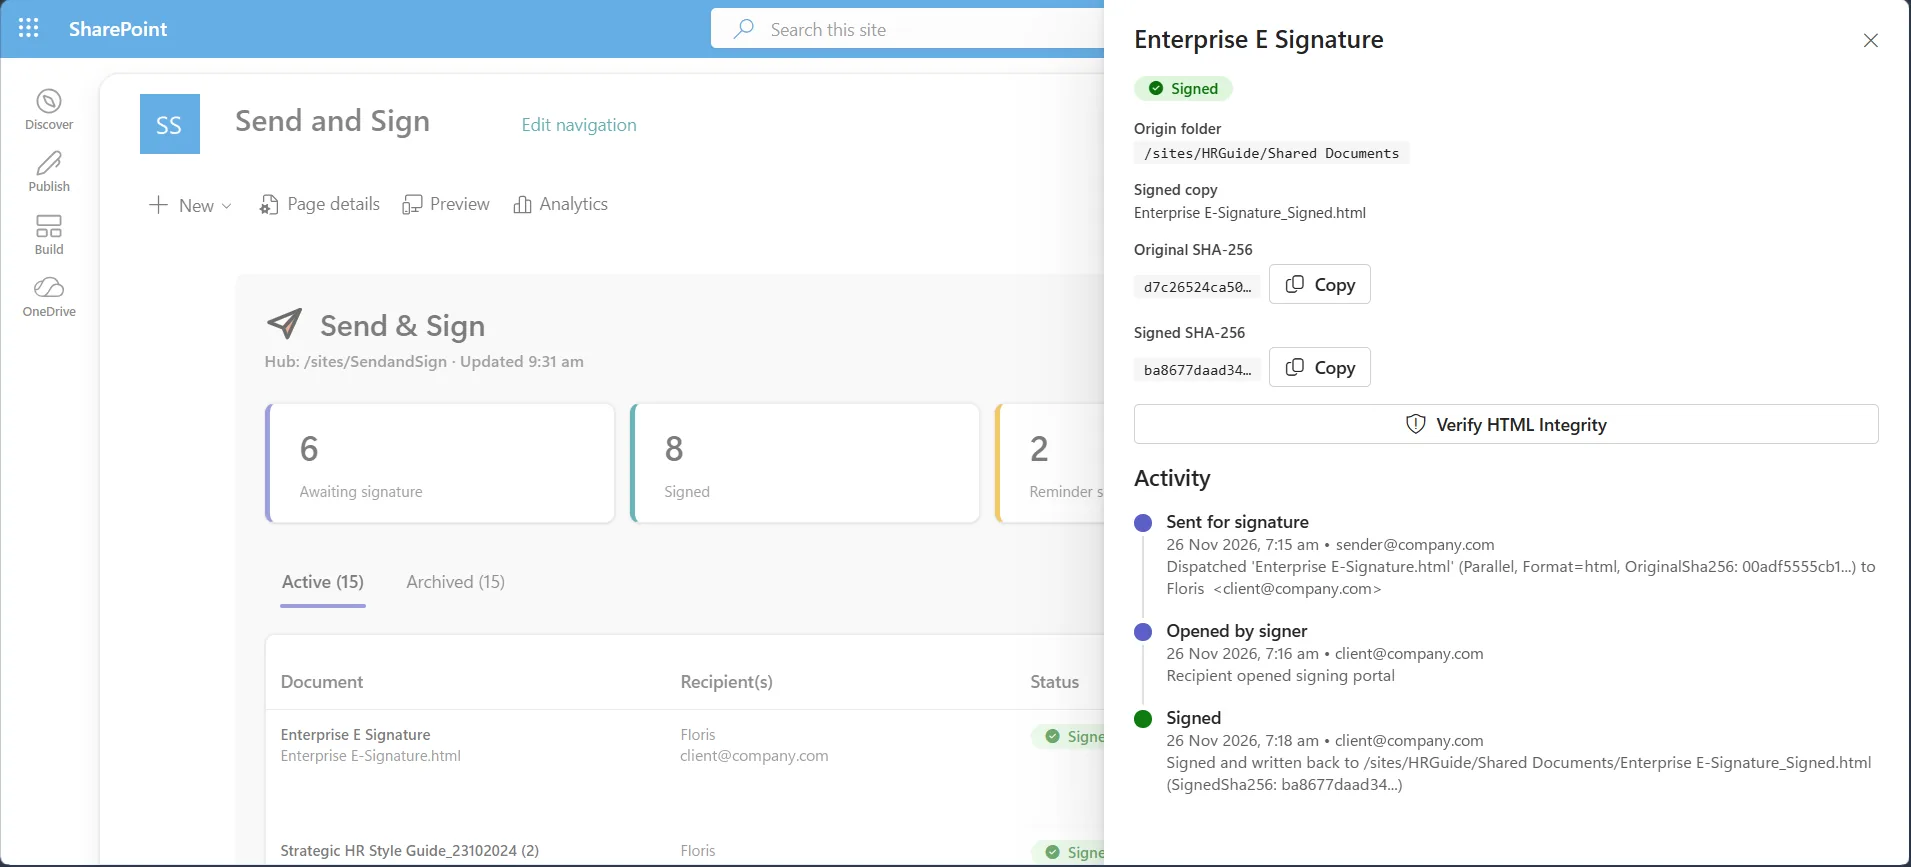 SharePoint
Search this site
Discover
Publish
Build
OneDrive
SS
Send and Sign
Edit navigation
New
Page details
Preview
Analytics
Send & Sign
Hub: /sites/SendandSign · Updated 9:31 am
6
Awaiting signature
8
Signed
2
Reminder s
Active (15)
Archived (15)
Document
Recipient(s)
Status
Enterprise E Signature
Floris
Signe
Enterprise E-Signature.html
client@company.com
Strategic HR Style Guide_23102024 (2)
Floris
Signe
Enterprise E Signature
Signed
Origin folder
/sites/HRGuide/Shared Documents
Signed copy
Enterprise E-Signature_Signed.html
Original SHA-256
d7c26524ca50…
Copy
Signed SHA-256
ba8677daad34…
Copy
Verify HTML Integrity
Activity
Sent for signature
26 Nov 2026, 7:15 am • sender@company.com
Dispatched 'Enterprise E-Signature.html' (Parallel, Format=html, OriginalSha256: 00adf5555cb1...) to
Floris <client@company.com>
Opened by signer
26 Nov 2026, 7:16 am • client@company.com
Recipient opened signing portal
Signed
26 Nov 2026, 7:18 am • client@company.com
Signed and written back to /sites/HRGuide/Shared Documents/Enterprise E-Signature_Signed.html
(SignedSha256: ba8677daad34...)